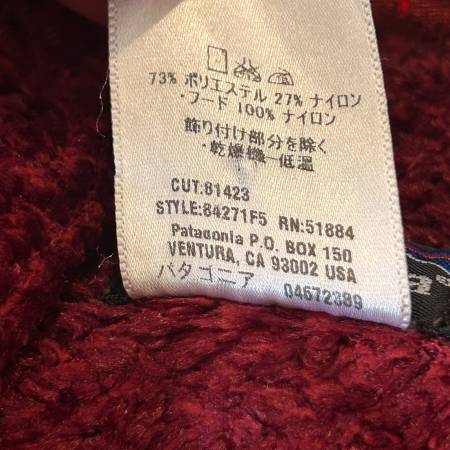 73% ポリエステル 27% ナイロン
・フード 100% ナイロン
飾り付け部分を除く
・乾燥機ー低温
CUT:81423
STYLE:84271F5 RN:51884
Patagonia P.O. BOX 150
VENTURA, CA 93002 USA
パタゴニア 04672389